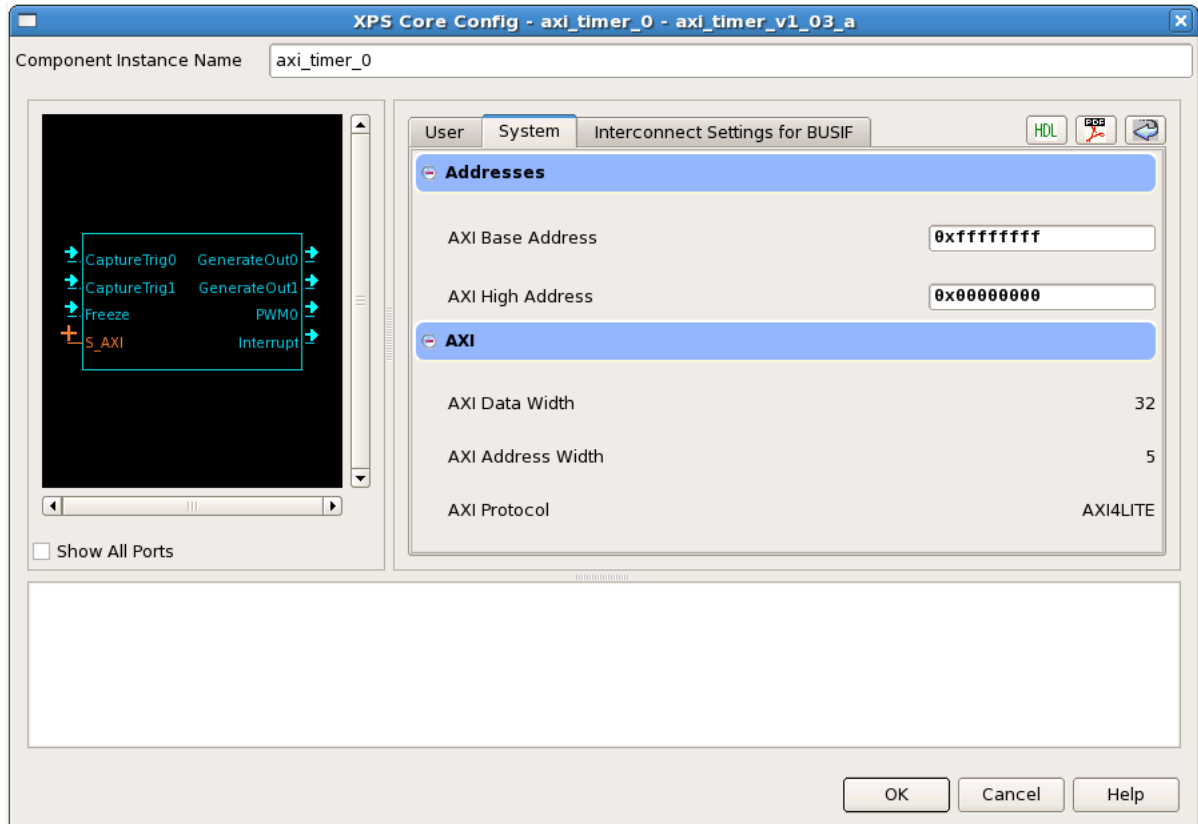 XPS Core Config - axi_timer_0 - axi_timer_v1_03_a
Component Instance Name axi_timer_0
CaptureTrig0 GenerateOut0
CaptureTrig1 GenerateOut1
Freeze PWM0
S_AXI Interrupt
Show All Ports
User System Interconnect Settings for BUSIF HDL PDF
Addresses
AXI Base Address 0xffffffff
AXI High Address 0x00000000
AXI
AXI Data Width 32
AXI Address Width 5
AXI Protocol AXI4LITE
OK Cancel Help